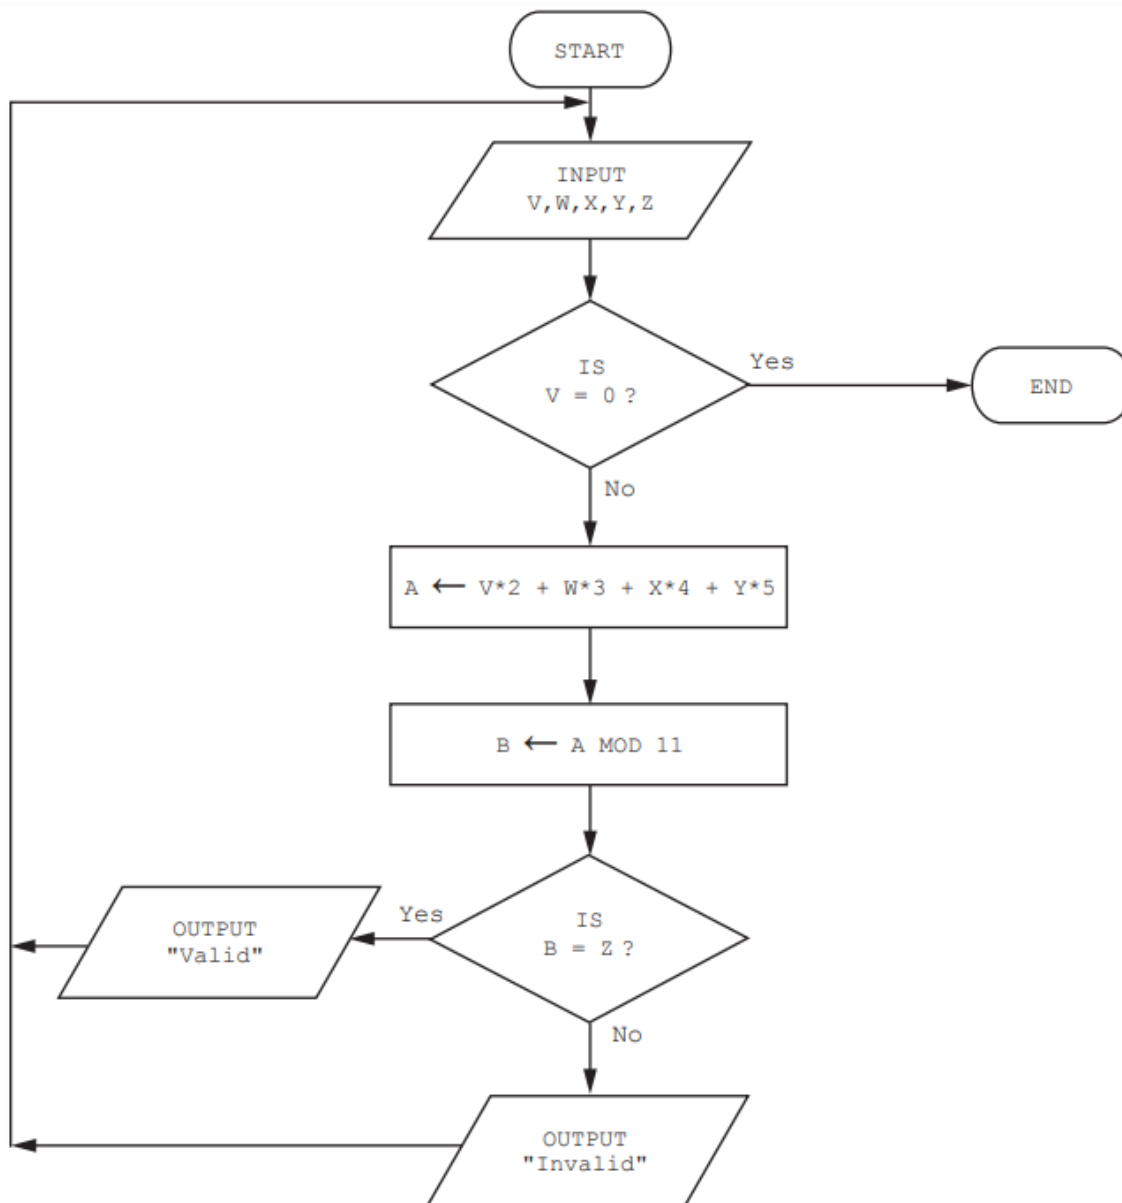 START
INPUT
V,W,X,Y,Z
IS
V = 0 ?
Yes
END
No
A ← V*2 + W*3 + X*4 + Y*5
B ← A MOD 11
IS
B = Z ?
Yes
OUTPUT
"Valid"
No
OUTPUT
"Invalid"